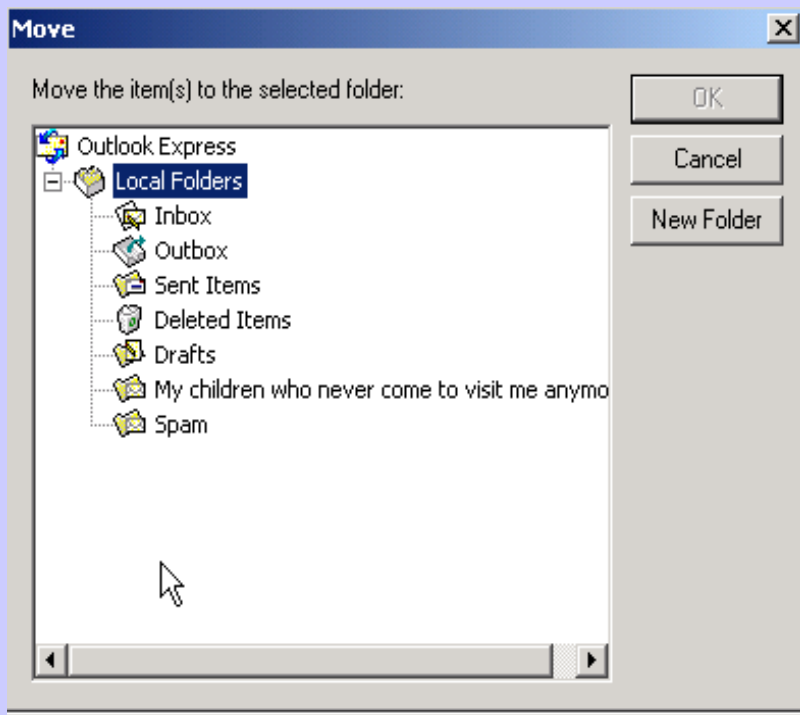 Move
Move the item(s) to the selected folder:
OK
Outlook Express
Cancel
Local Folders
New Folder
Inbox
Outbox
Sent Items
Deleted Items
Drafts
My children who never come to visit me anymo
Spam